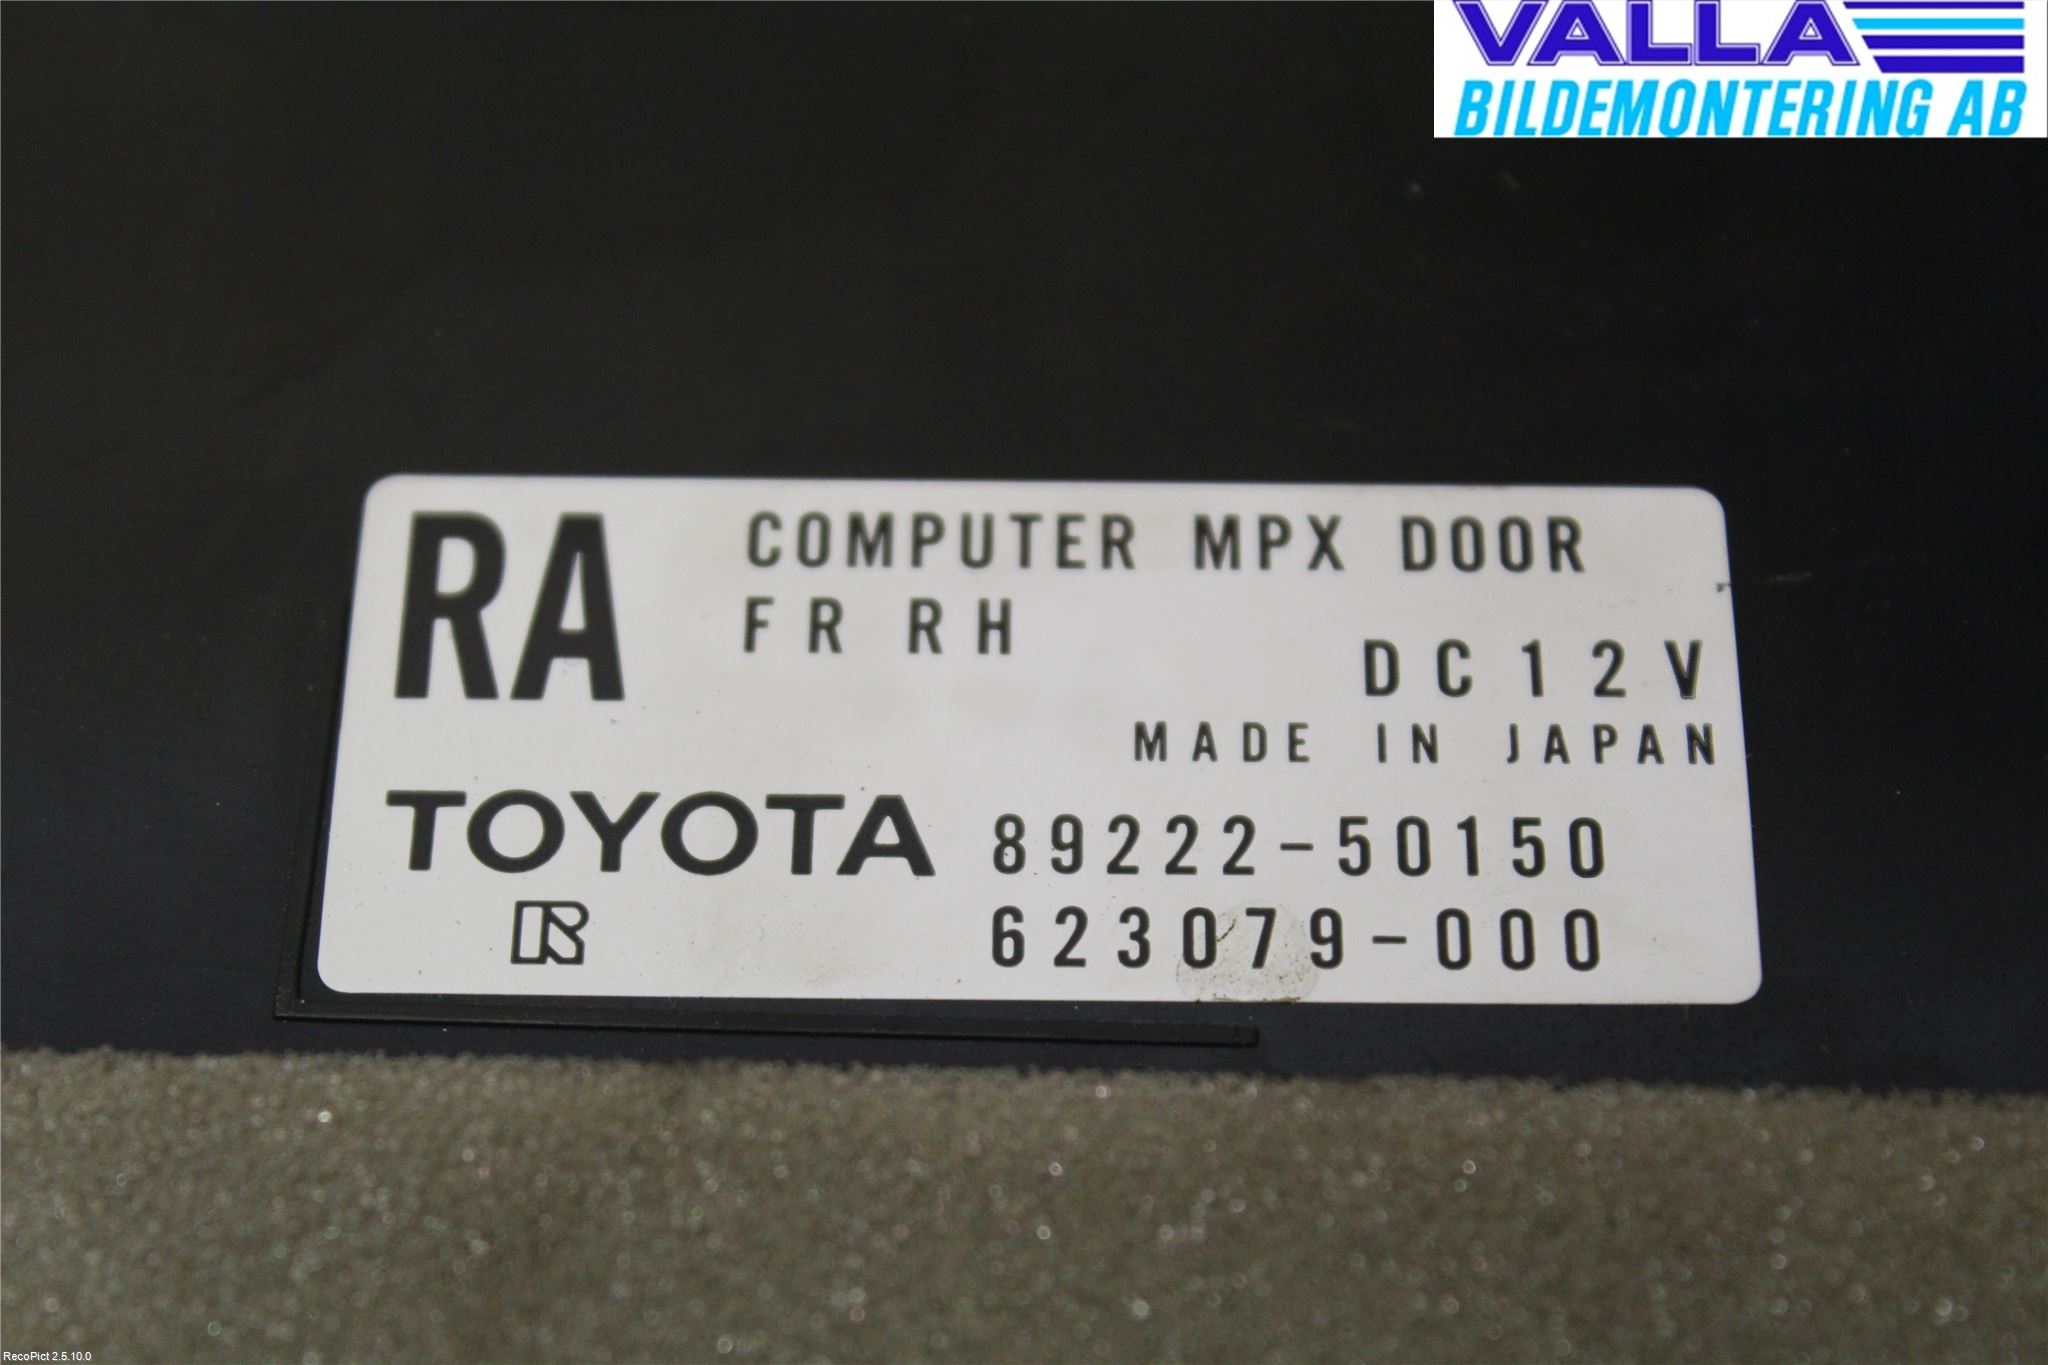 VALLA
BILDEMONTERING AB
RA
COMPUTER MPX DOOR
FR RH
DC12V
MADE IN JAPAN
TOYOTA 89222-50150
R 623079-000
RecoPict 2.5.10.0